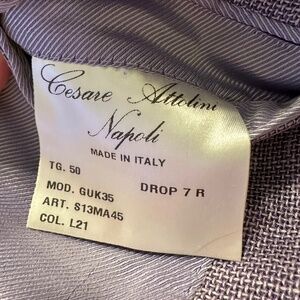 Cesare Attolini
Napoli
MADE IN ITALY
TG. 50
MOD. GUK35 DROP 7 R
ART. S13MA45
COL. L21